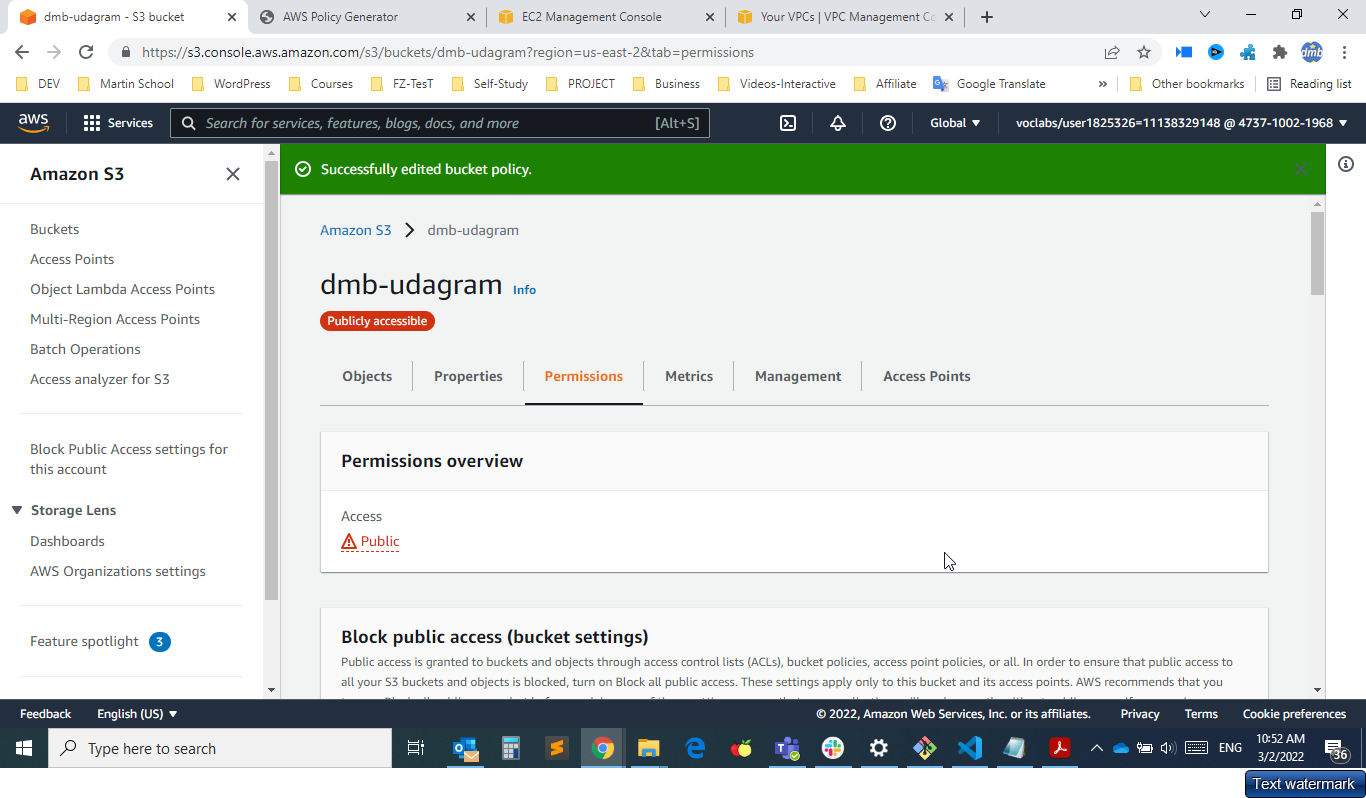 dmb-udagram - S3 bucket
AWS Policy Generator
EC2 Management Console
Your VPCs | VPC Management Co
https://s3.console.aws.amazon.com/s3/buckets/dmb-udagram?region=us-east-2&tab=permissions
dmb
DEV
Martin School
WordPress
Courses
FZ-TesT
Self-Study
PROJECT
Business
Videos-Interactive
Affiliate
Google Translate
»
Other bookmarks
Reading list
aws
Services
Search for services, features, blogs, docs, and more
[Alt+S]
Global
voclabs/user1825326=11138329148 @ 4737-1002-1968
Amazon S3
Buckets
Access Points
Object Lambda Access Points
Multi-Region Access Points
Batch Operations
Access analyzer for S3
Block Public Access settings for
this account
Storage Lens
Dashboards
AWS Organizations settings
Feature spotlight 3
Successfully edited bucket policy.
Amazon S3
dmb-udagram
dmb-udagram Info
Publicly accessible
Objects
Properties
Permissions
Metrics
Management
Access Points
Permissions overview
Access
Public
Block public access (bucket settings)
Public access is granted to buckets and objects through access control lists (ACLs), bucket policies, access point policies, or all. In order to ensure that public access to
all your S3 buckets and objects is blocked, turn on Block all public access. These settings apply only to this bucket and its access points. AWS recommends that you
Feedback
English (US)
© 2022, Amazon Web Services, Inc. or its affiliates.
Privacy
Terms
Cookie preferences
Type here to search
ENG
10:52 AM
3/2/2022
36
Text watermark